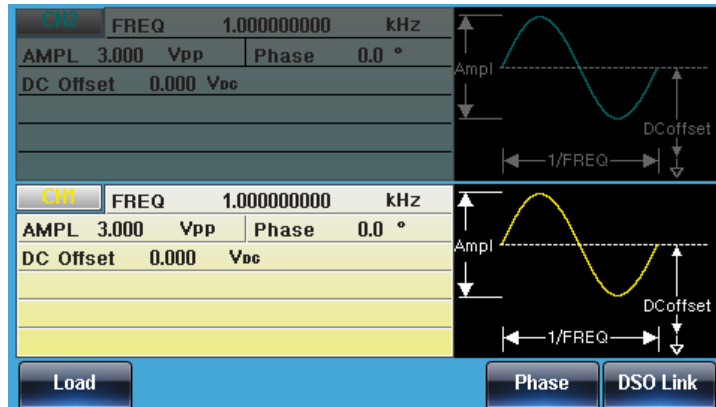 CH2 FREQ 1.000000000 kHz
AMPL 3.000 Vpp Phase 0.0 °
DC Offset 0.000 VDC
Ampl
DCoffset
1/FREQ
CH1 FREQ 1.000000000 kHz
AMPL 3.000 Vpp Phase 0.0 °
DC Offset 0.000 VDC
Ampl
DCoffset
1/FREQ
Load Phase DSO Link